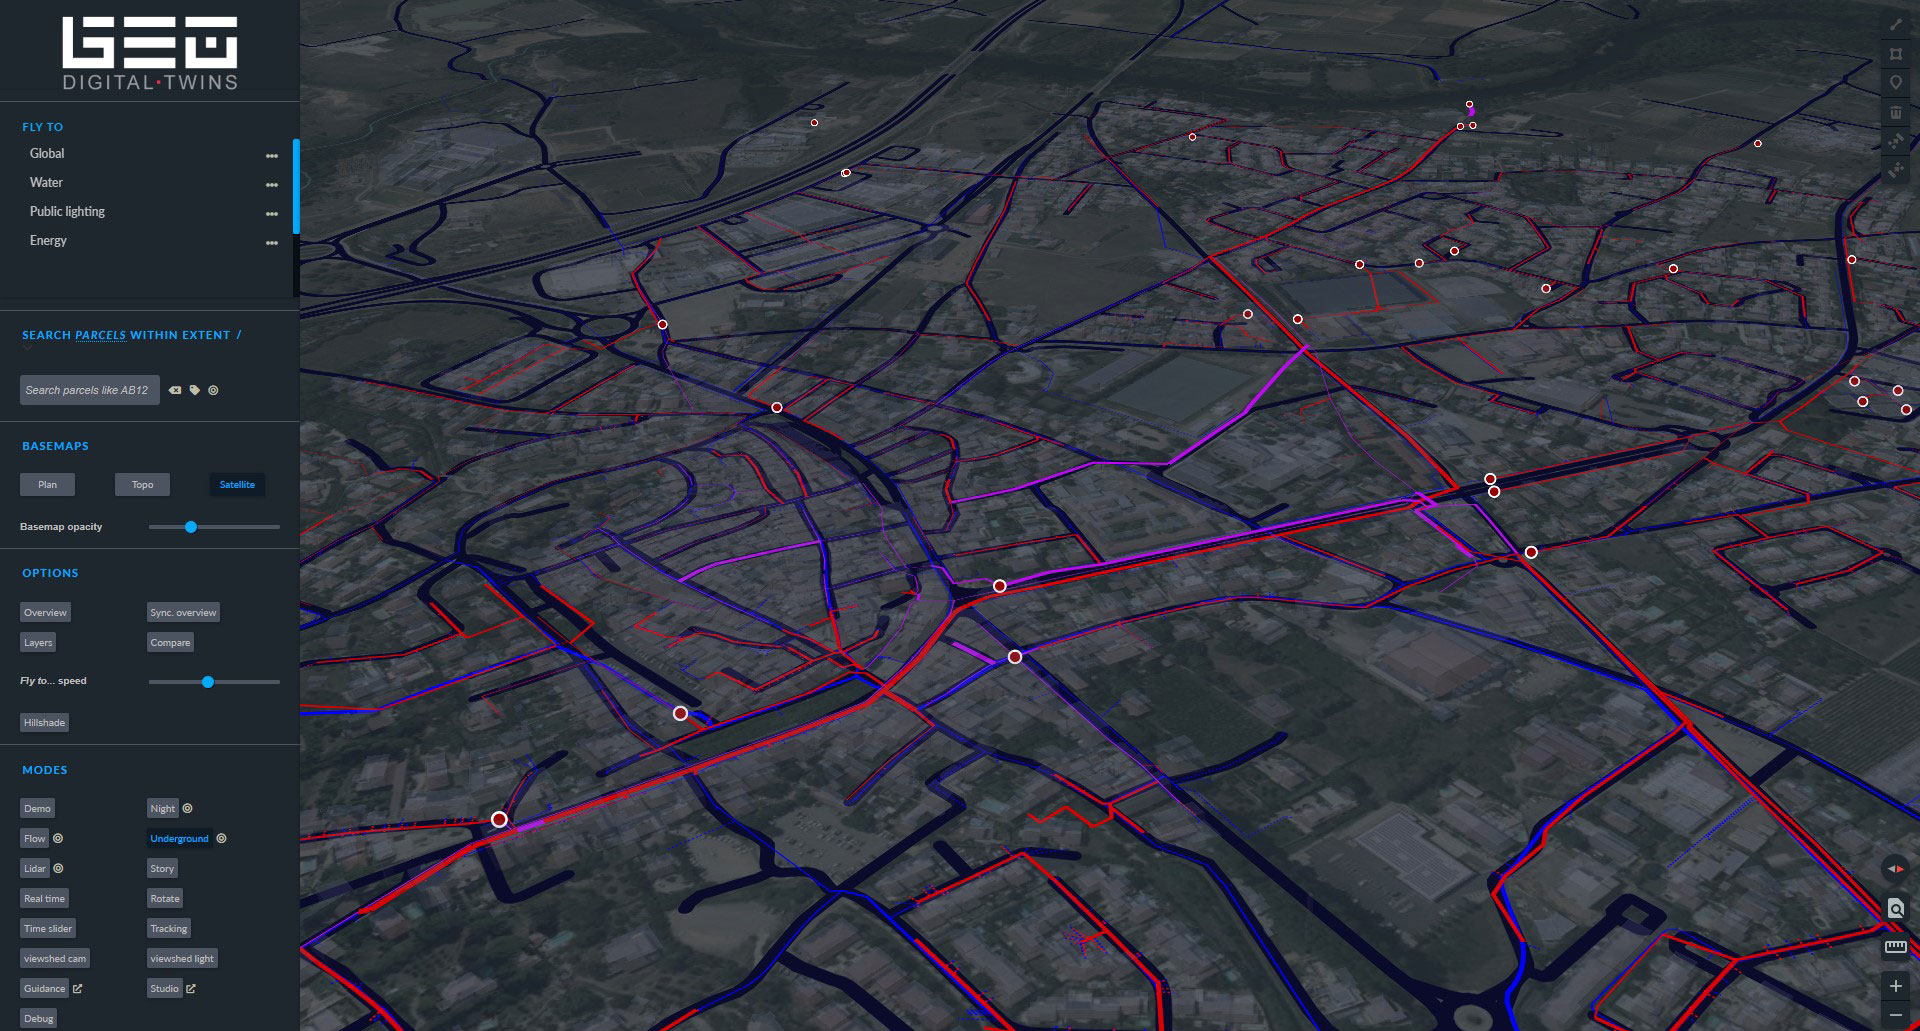 GEO
DIGITAL·TWINS
FLY TO
Global
Water
Public lighting
Energy
SEARCH PARCELS WITHIN EXTENT /
Search parcels like AB12
BASEMAPS
Plan Topo Satellite
Basemap opacity
OPTIONS
Overview Sync. overview
Layers Compare
Fly to... speed
Hillshade
MODES
Demo Night
Flow Underground
Lidar Story
Real time Rotate
Time slider Tracking
viewshed cam viewshed light
Guidance Studio
Debug